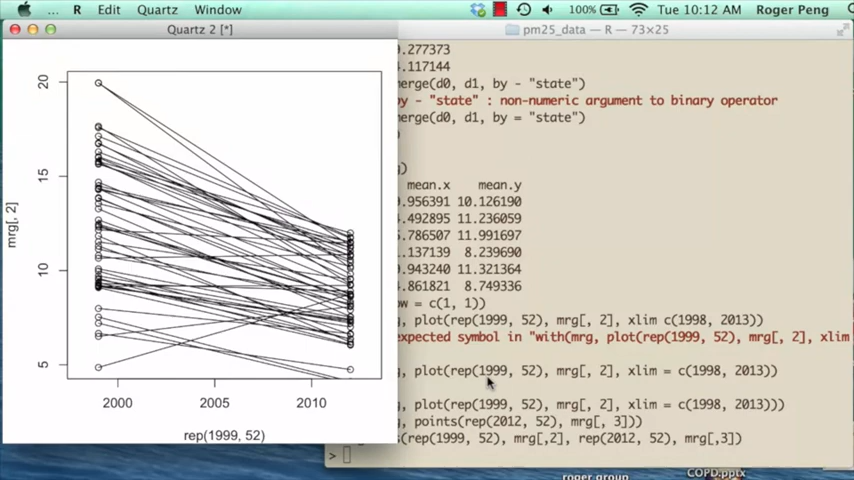 R Edit Quartz Window ... 100% Tue 10:12 AM Roger Peng
Quartz 2 [*]
pm25_data — R — 73×25
20
15
10
5
mrg[, 2]
2000 2005 2010
rep(1999, 52)
.277373
.117144
merge(d0, d1, by - "state")
by - "state" : non-numeric argument to binary operator
merge(d0, d1, by = "state")
)
g)
mean.x mean.y
.956391 10.126190
.492895 11.236059
.786507 11.991697
.137139 8.239690
.943240 11.321364
.861821 8.749336
ow = c(1, 1))
, plot(rep(1999, 52), mrg[, 2], xlim c(1998, 2013))
expected symbol in "with(mrg, plot(rep(1999, 52), mrg[, 2], xlim
, plot(rep(1999, 52), mrg[, 2], xlim = c(1998, 2013))
, plot(rep(1999, 52), mrg[, 2], xlim = c(1998, 2013)))
, points(rep(2012, 52), mrg[, 3]))
s(rep(1999, 52), mrg[,2], rep(2012, 52), mrg[,3])
>
roger group
COPD.pptx